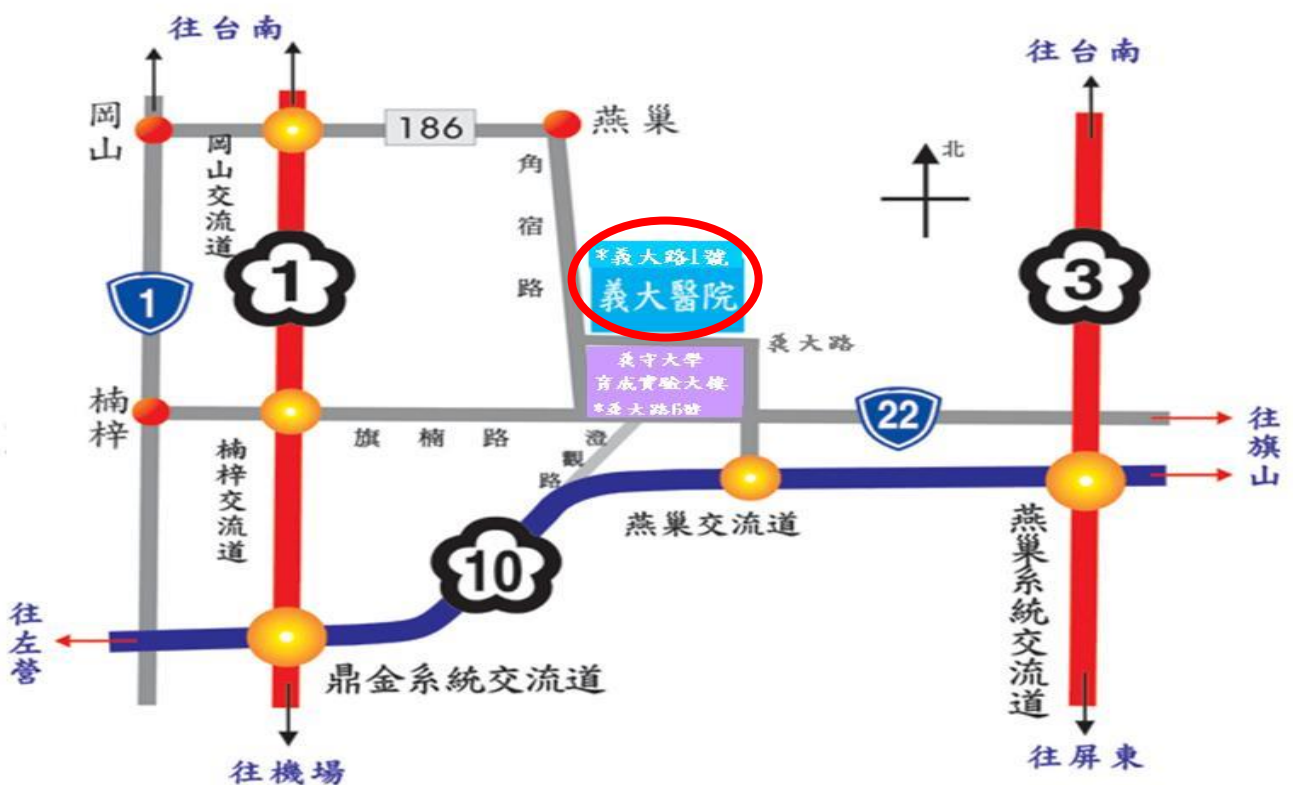 往台南
往台南
岡山
186
燕巢
北
岡山交流道
角宿路
*義大路1號
義大醫院
1
1
3
義大路
義守大學
育成實驗大樓
*義大路6號
楠梓
22
往旗山
旗楠路
澄觀路
楠梓交流道
燕巢交流道
燕巢系統交流道
10
往左營
鼎金系統交流道
往機場
往屏東